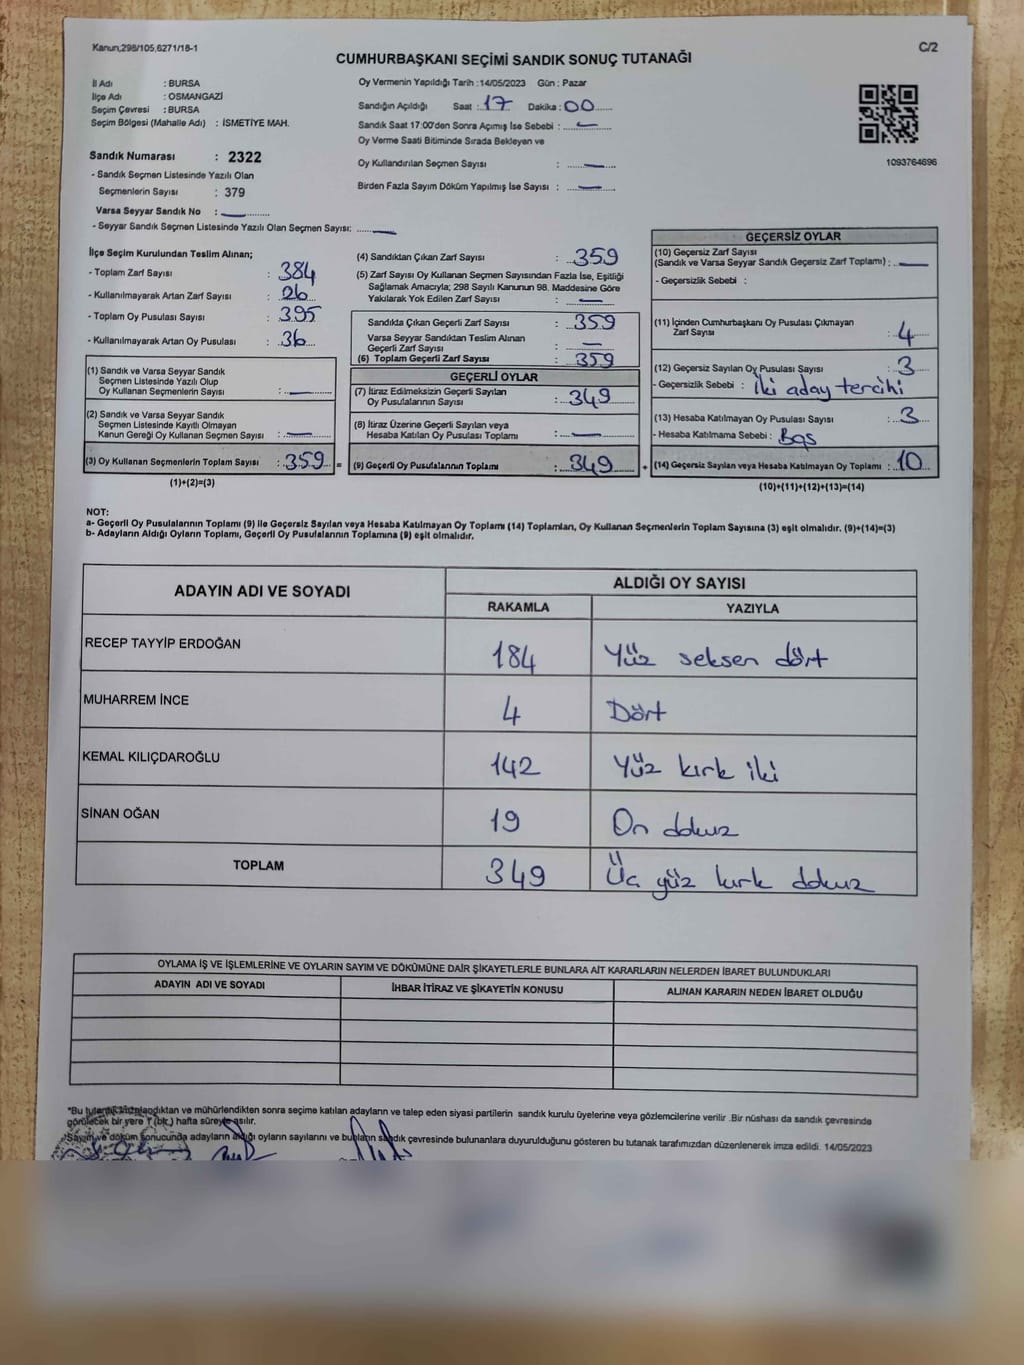 Kanun,298/105,6271/18-1
C/2
CUMHURBAŞKANI SEÇİMİ SANDIK SONUÇ TUTANAĞI
İl Adı : BURSA
İlçe Adı : OSMANGAZİ
Seçim Çevresi : BURSA
Seçim Bölgesi (Mahalle Adı) : İSMETİYE MAH.
Sandık Numarası : 2322
- Sandık Seçmen Listesinde Yazılı Olan
Seçmenlerin Sayısı : 379
Varsa Seyyar Sandık No : —
- Seyyar Sandık Seçmen Listesinde Yazılı Olan Seçmen Sayısı: —
Oy Vermenin Yapıldığı Tarih :14/05/2023 Gün : Pazar
Sandığın Açıldığı Saat : 17 Dakika : 00
Sandık Saat 17:00'den Sonra Açımış İse Sebebi : —
Oy Verme Saati Bitiminde Sırada Bekleyen ve
Oy Kullandırılan Seçmen Sayısı : —
Birden Fazla Sayım Döküm Yapılmış İse Sayısı : —
1093764696
İlçe Seçim Kurulundan Teslim Alınan;
- Toplam Zarf Sayısı : 384
- Kullanılmayarak Artan Zarf Sayısı : 26
- Toplam Oy Pusulası Sayısı : 395
- Kullanılmayarak Artan Oy Pusulası : 36
(1) Sandık ve Varsa Seyyar Sandık
Seçmen Listesinde Yazılı Olup
Oy Kullanan Seçmenlerin Sayısı : —
(2) Sandık ve Varsa Seyyar Sandık
Seçmen Listesinde Kayıtlı Olmayan
Kanun Gereği Oy Kullanan Seçmen Sayısı : —
(3) Oy Kullanan Seçmenlerin Toplam Sayısı : 359 =
(1)+(2)=(3)
(4) Sandıktan Çıkan Zarf Sayısı : 359
(5) Zarf Sayısı Oy Kullanan Seçmen Sayısından Fazla İse, Eşitliği
Sağlamak Amacıyla; 298 Sayılı Kanunun 98. Maddesine Göre
Yakılarak Yok Edilen Zarf Sayısı : —
Sandıkta Çıkan Geçerli Zarf Sayısı : 359
Varsa Seyyar Sandıktan Teslim Alınan
Geçerli Zarf Sayısı : —
(6) Toplam Geçerli Zarf Sayısı : 359
GEÇERLİ OYLAR
(7) İtiraz Edilmeksizin Geçerli Sayılan
Oy Pusulalarının Sayısı : 349
(8) İtiraz Üzerine Geçerli Sayılan veya
Hesaba Katılan Oy Pusulası Toplamı : —
(9) Geçerli Oy Pusulalarının Toplamı : 349 +
GEÇERSİZ OYLAR
(10) Geçersiz Zarf Sayısı
(Sandık ve Varsa Seyyar Sandık Geçersiz Zarf Toplamı) : —
- Geçersizlik Sebebi :
(11) İçinden Cumhurbaşkanı Oy Pusulası Çıkmayan
Zarf Sayısı : 4
(12) Geçersiz Sayılan Oy Pusulası Sayısı : 3
- Geçersizlik Sebebi : İki aday tercihi
(13) Hesaba Katılmayan Oy Pusulası Sayısı : 3
- Hesaba Katılmama Sebebi : Boş
(14) Geçersiz Sayılan veya Hesaba Katılmayan Oy Toplamı : 10
(10)+(11)+(12)+(13)=(14)
NOT:
a- Geçerli Oy Pusulalarının Toplamı (9) ile Geçersiz Sayılan veya Hesaba Katılmayan Oy Toplamı (14) Toplamları, Oy Kullanan Seçmenlerin Toplam Sayısına (3) eşit olmalıdır. (9)+(14)=(3)
b- Adayların Aldığı Oyların Toplamı, Geçerli Oy Pusulalarının Toplamına (9) eşit olmalıdır.
ADAYIN ADI VE SOYADI
ALDIĞI OY SAYISI
RAKAMLA YAZIYLA
RECEP TAYYİP ERDOĞAN 184 Yüz seksen dört
MUHARREM İNCE 4 Dört
KEMAL KILIÇDAROĞLU 142 Yüz kırk iki
SİNAN OĞAN 19 On dokuz
TOPLAM 349 Üç yüz kırk dokuz
OYLAMA İŞ VE İŞLEMLERİNE VE OYLARIN SAYIM VE DÖKÜMÜNE DAİR ŞİKAYETLERLE BUNLARA AİT KARARLARIN NELERDEN İBARET BULUNDUKLARI
ADAYIN ADI VE SOYADI İHBAR İTİRAZ VE ŞİKAYETİN KONUSU ALINAN KARARIN NEDEN İBARET OLDUĞU
*Bu tutanak imzalandıktan ve mühürlendikten sonra seçime katılan adayların ve talep eden siyasi partilerin sandık kurulu üyelerine veya gözlemcilerine verilir .Bir nüshası da sandık çevresinde
görülecek bir yere 1 (bir) hafta süreyle asılır.
*Sayım ve döküm sonucunda adayların aldığı oyların sayılarını ve bunların sandık çevresinde bulunanlara duyurulduğunu gösteren bu tutanak tarafımızdan düzenlenerek imza edildi. 14/05/2023